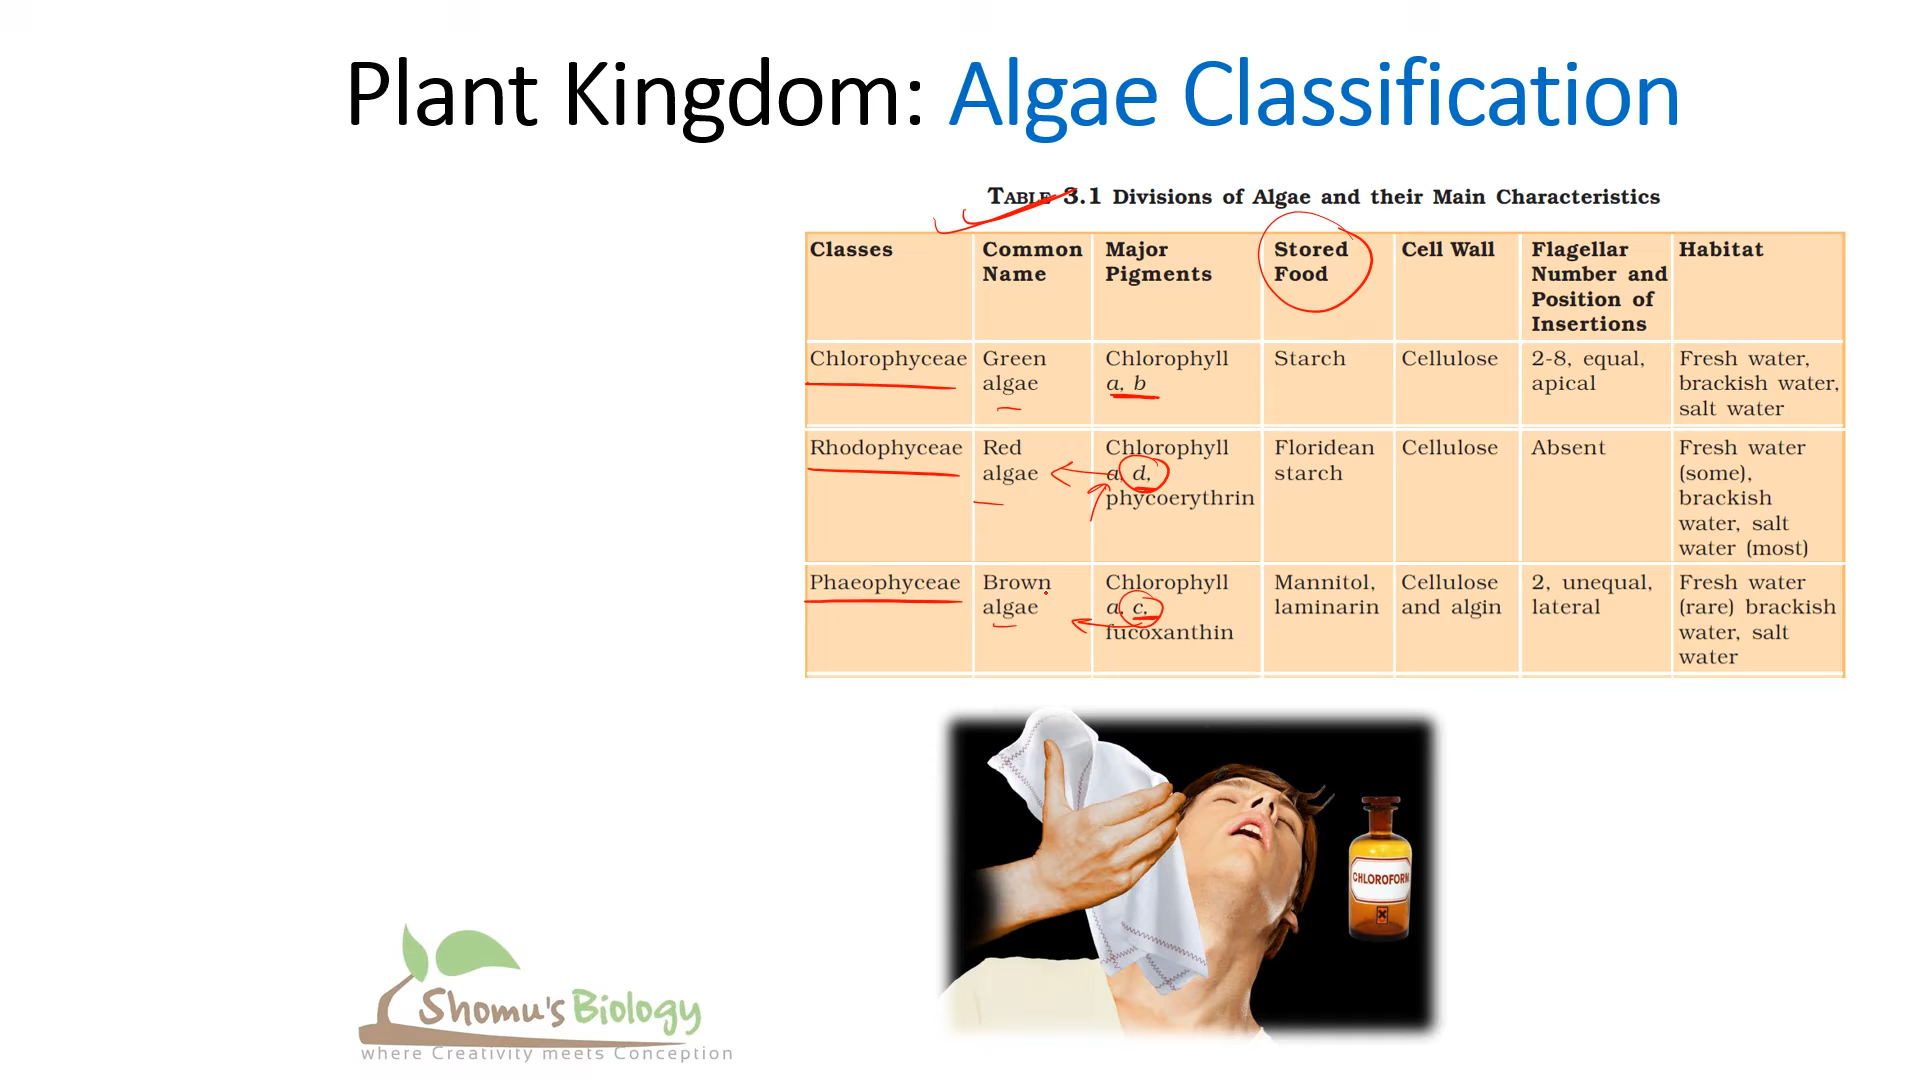 Plant Kingdom: Algae Classification
TABLE 3.1 Divisions of Algae and their Main Characteristics
Classes
Common
Name
Major
Pigments
Stored
Food
Cell Wall
Flagellar
Number and
Position of
Insertions
Habitat
Chlorophyceae
Green
algae
Chlorophyll
a, b
Starch
Cellulose
2-8, equal,
apical
Fresh water,
brackish water,
salt water
Rhodophyceae
Red
algae
Chlorophyll
a, d,
phycoerythrin
Floridean
starch
Cellulose
Absent
Fresh water
(some),
brackish
water, salt
water (most)
Phaeophyceae
Brown
algae
Chlorophyll
a, c,
fucoxanthin
Mannitol,
laminarin
Cellulose
and algin
2, unequal,
lateral
Fresh water
(rare) brackish
water, salt
water
CHLOROFORM
Shomu's Biology
where Creativity meets Conception